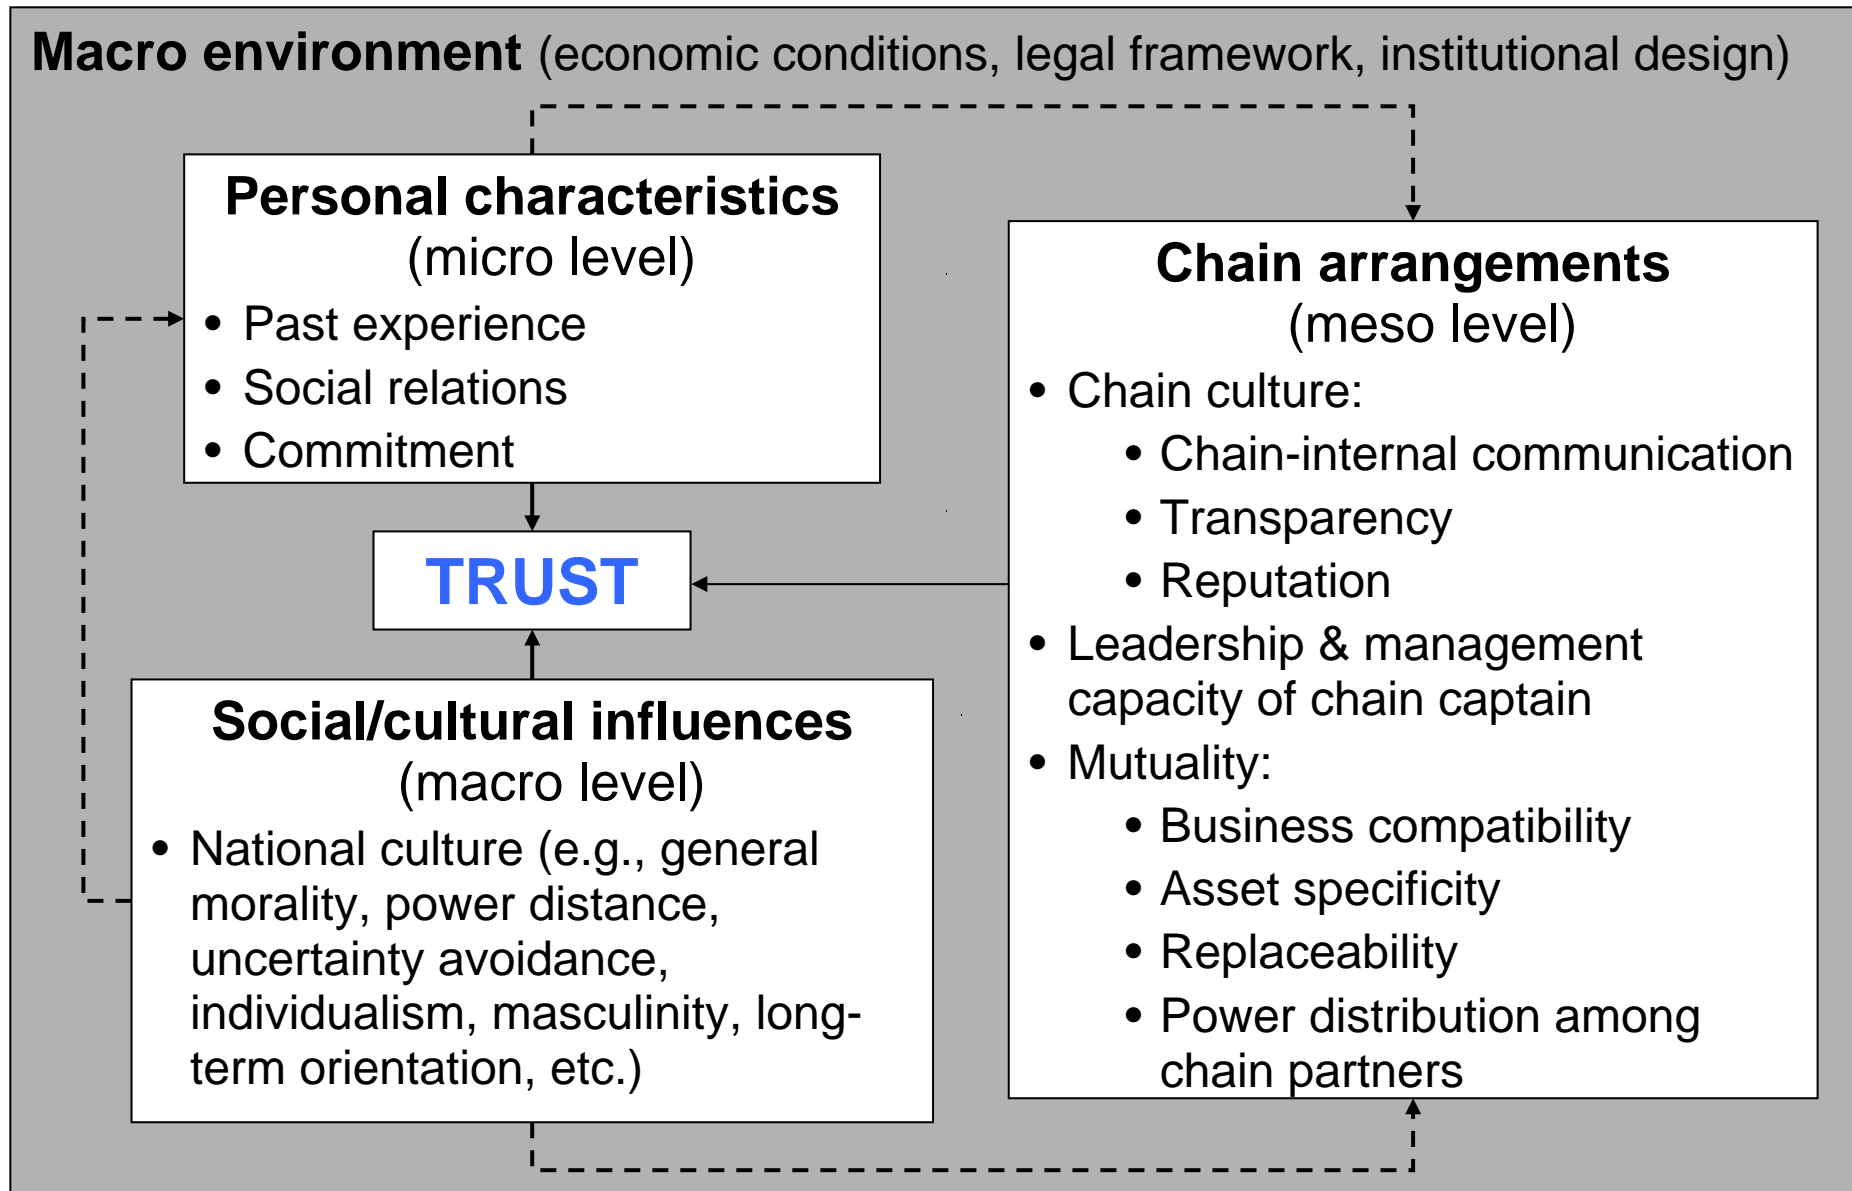 Macro environment (economic conditions, legal framework, institutional design)
Personal characteristics
(micro level)
• Past experience
• Social relations
• Commitment
TRUST
Social/cultural influences
(macro level)
• National culture (e.g., general
morality, power distance,
uncertainty avoidance,
individualism, masculinity, long-
term orientation, etc.)
Chain arrangements
(meso level)
• Chain culture:
• Chain-internal communication
• Transparency
• Reputation
• Leadership & management
capacity of chain captain
• Mutuality:
• Business compatibility
• Asset specificity
• Replaceability
• Power distribution among
chain partners